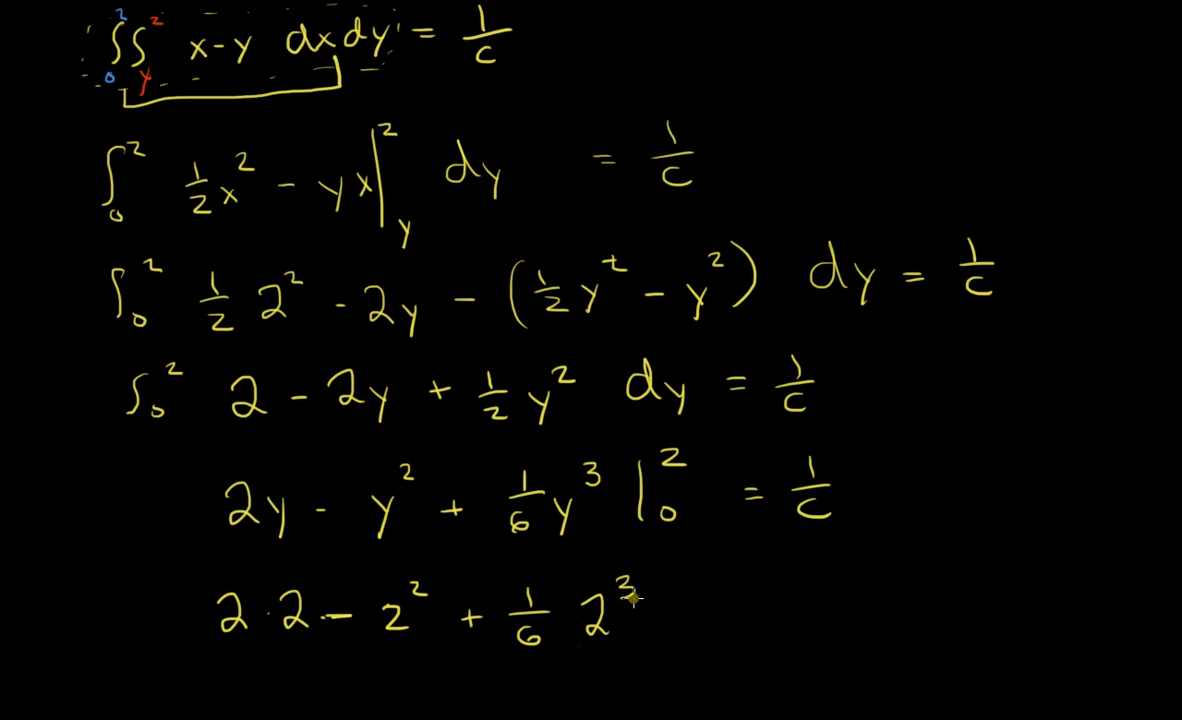 ∫₀² ∫ᵧ² x-y dxdy = 1/c
∫₀² 1/2 x² - yx |ᵧ² dy = 1/c
∫₀² 1/2 2² - 2y - (1/2 y² - y²) dy = 1/c
∫₀² 2 - 2y + 1/2 y² dy = 1/c
2y - y² + 1/6 y³ |₀² = 1/c
2 · 2 - 2² + 1/6 2³